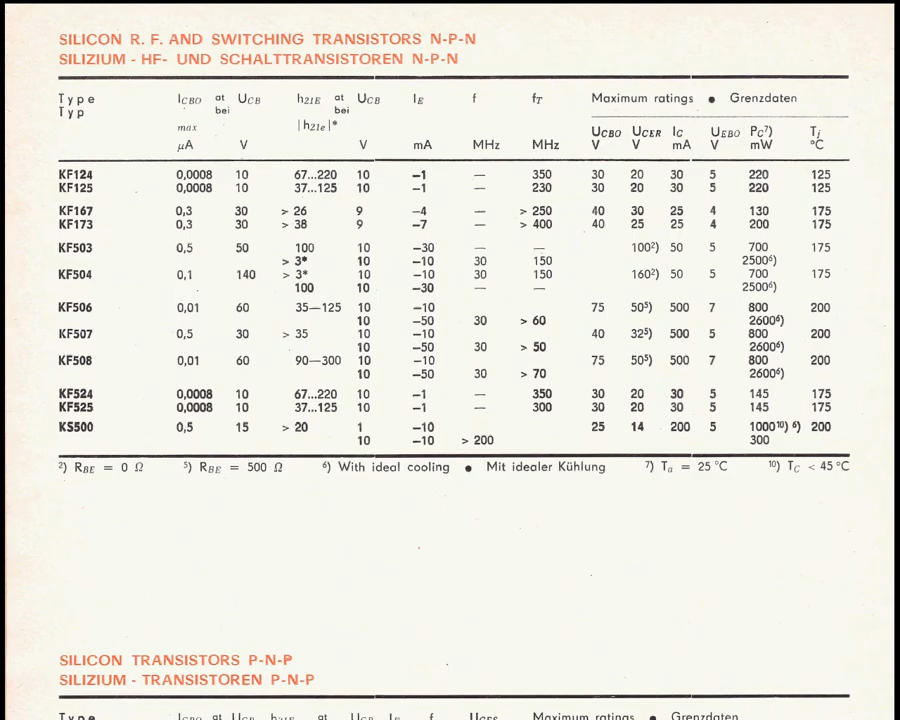 SILICON R. F. AND SWITCHING TRANSISTORS N-P-N
SILIZIUM - HF- UND SCHALTTRANSISTOREN N-P-N
Type ICBO at UCB h21E at UCB IE f fT Maximum ratings ● Grenzdaten
Typ bei bei
max |h21e|* UCBO UCER IC UEBO PC7) Tj
μA V V mA MHz MHz V V mA V mW °C
KF124 0,0008 10 67...220 10 —1 — 350 30 20 30 5 220 125
KF125 0,0008 10 37...125 10 —1 — 230 30 20 30 5 220 125
KF167 0,3 30 > 26 9 —4 — > 250 40 30 25 4 130 175
KF173 0,3 30 > 38 9 —7 — > 400 40 25 25 4 200 175
KF503 0,5 50 100 10 —30 — — 100²) 50 5 700 175
> 3* 10 —10 30 150 2500⁶)
KF504 0,1 140 > 3* 10 —10 30 150 160²) 50 5 700 175
100 10 —30 — — 2500⁶)
KF506 0,01 60 35—125 10 —10 75 50⁵) 500 7 800 200
10 —50 30 > 60 2600⁶)
KF507 0,5 30 > 35 10 —10 40 32⁵) 500 5 800 200
10 —50 30 > 50 2600⁶)
KF508 0,01 60 90—300 10 —10 75 50⁵) 500 7 800 200
10 —50 30 > 70 2600⁶)
KF524 0,0008 10 67...220 10 —1 — 350 30 20 30 5 145 175
KF525 0,0008 10 37...125 10 —1 — 300 30 20 30 5 145 175
KS500 0,5 15 > 20 1 —10 25 14 200 5 1000¹⁰) ⁶) 200
10 —10 > 200 300
²) RBE = 0 Ω ⁵) RBE = 500 Ω ⁶) With ideal cooling ● Mit idealer Kühlung ⁷) Ta = 25 °C ¹⁰) TC < 45 °C
SILICON TRANSISTORS P-N-P
SILIZIUM - TRANSISTOREN P-N-P
Type ICBO at UCB h21E at UCB IE f UCES Maximum ratings ● Grenzdaten